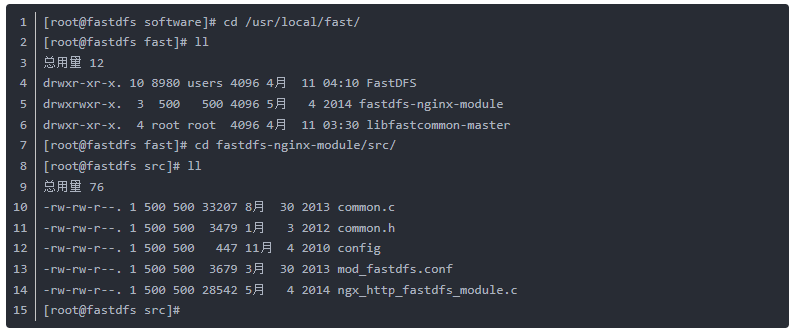 1 [root@fastdfs software]# cd /usr/local/fast/
2 [root@fastdfs fast]# ll
3 总用量 12
4 drwxr-xr-x. 10 8980 users 4096 4月  11 04:10 FastDFS
5 drwxrwxrwx.  3  500   500 4096 5月   4 2014 fastdfs-nginx-module
6 drwxr-xr-x.  4 root root  4096 4月  11 03:30 libfastcommon-master
7 [root@fastdfs fast]# cd fastdfs-nginx-module/src/
8 [root@fastdfs src]# ll
9 总用量 76
10 -rw-rw-r--. 1 500 500 33207 8月  30 2013 common.c
11 -rw-rw-r--. 1 500 500  3479 1月   3 2012 common.h
12 -rw-rw-r--. 1 500 500   447 11月  4 2010 config
13 -rw-rw-r--. 1 500 500  3679 3月  30 2013 mod_fastdfs.conf
14 -rw-rw-r--. 1 500 500 28542 5月   4 2014 ngx_http_fastdfs_module.c
15 [root@fastdfs src]#